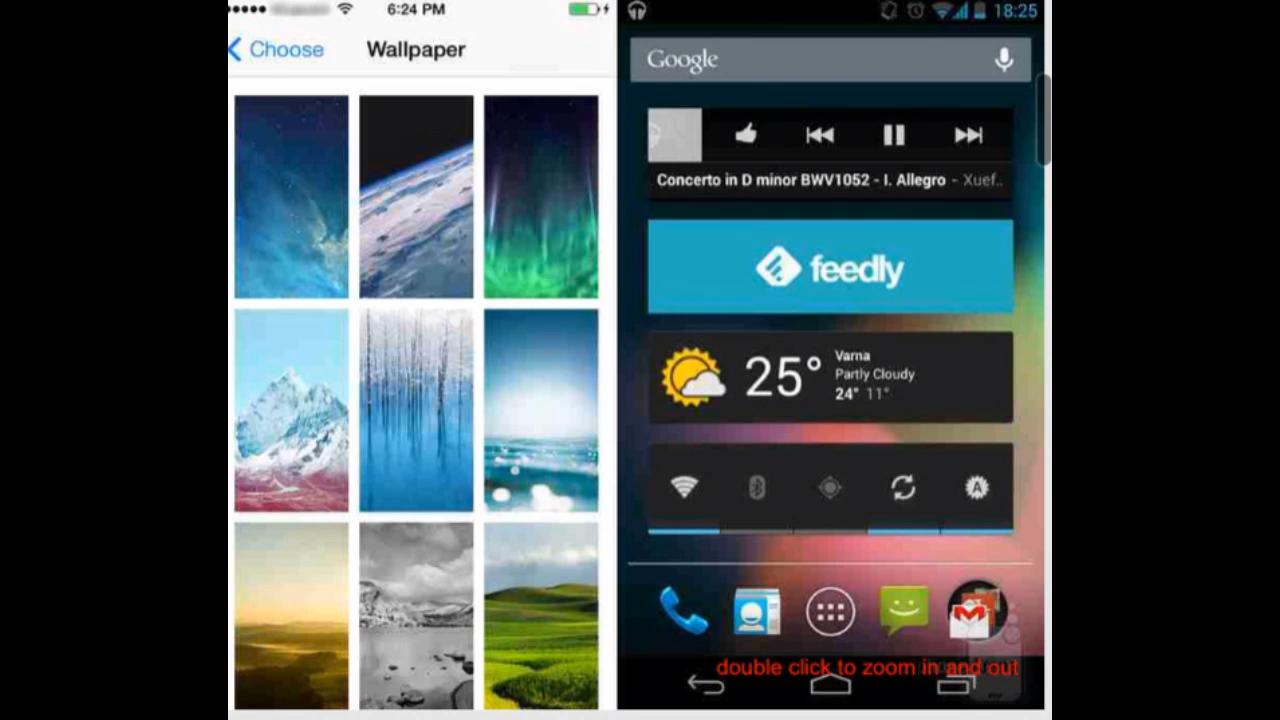 6:24 PM
Choose
Wallpaper
18:25
Google
Concerto in D minor BWV1052 - I. Allegro - Xuef..
feedly
25°
Varna
Partly Cloudy
24° 11°
A
double click to zoom in and out